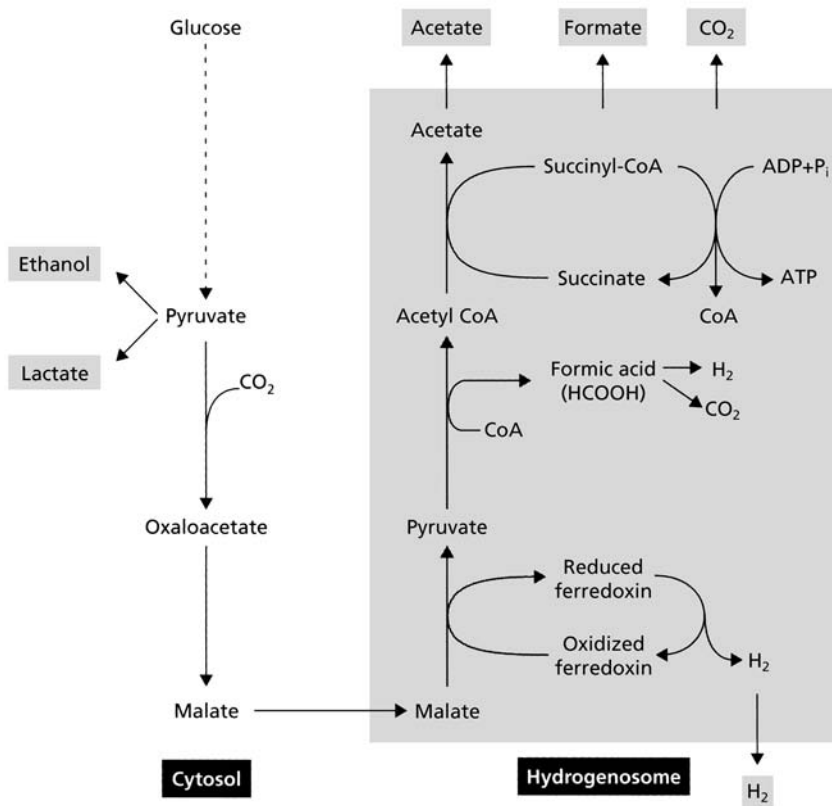 Glucose
Acetate
Formate
CO₂
Acetate
Succinyl-CoA
ADP+Pᵢ
Ethanol
Succinate
ATP
Pyruvate
Acetyl CoA
CoA
Lactate
CO₂
Formic acid
(HCOOH)
H₂
CO₂
CoA
Oxaloacetate
Pyruvate
Reduced
ferredoxin
Oxidized
ferredoxin
H₂
Malate
Malate
Cytosol
Hydrogenosome
H₂